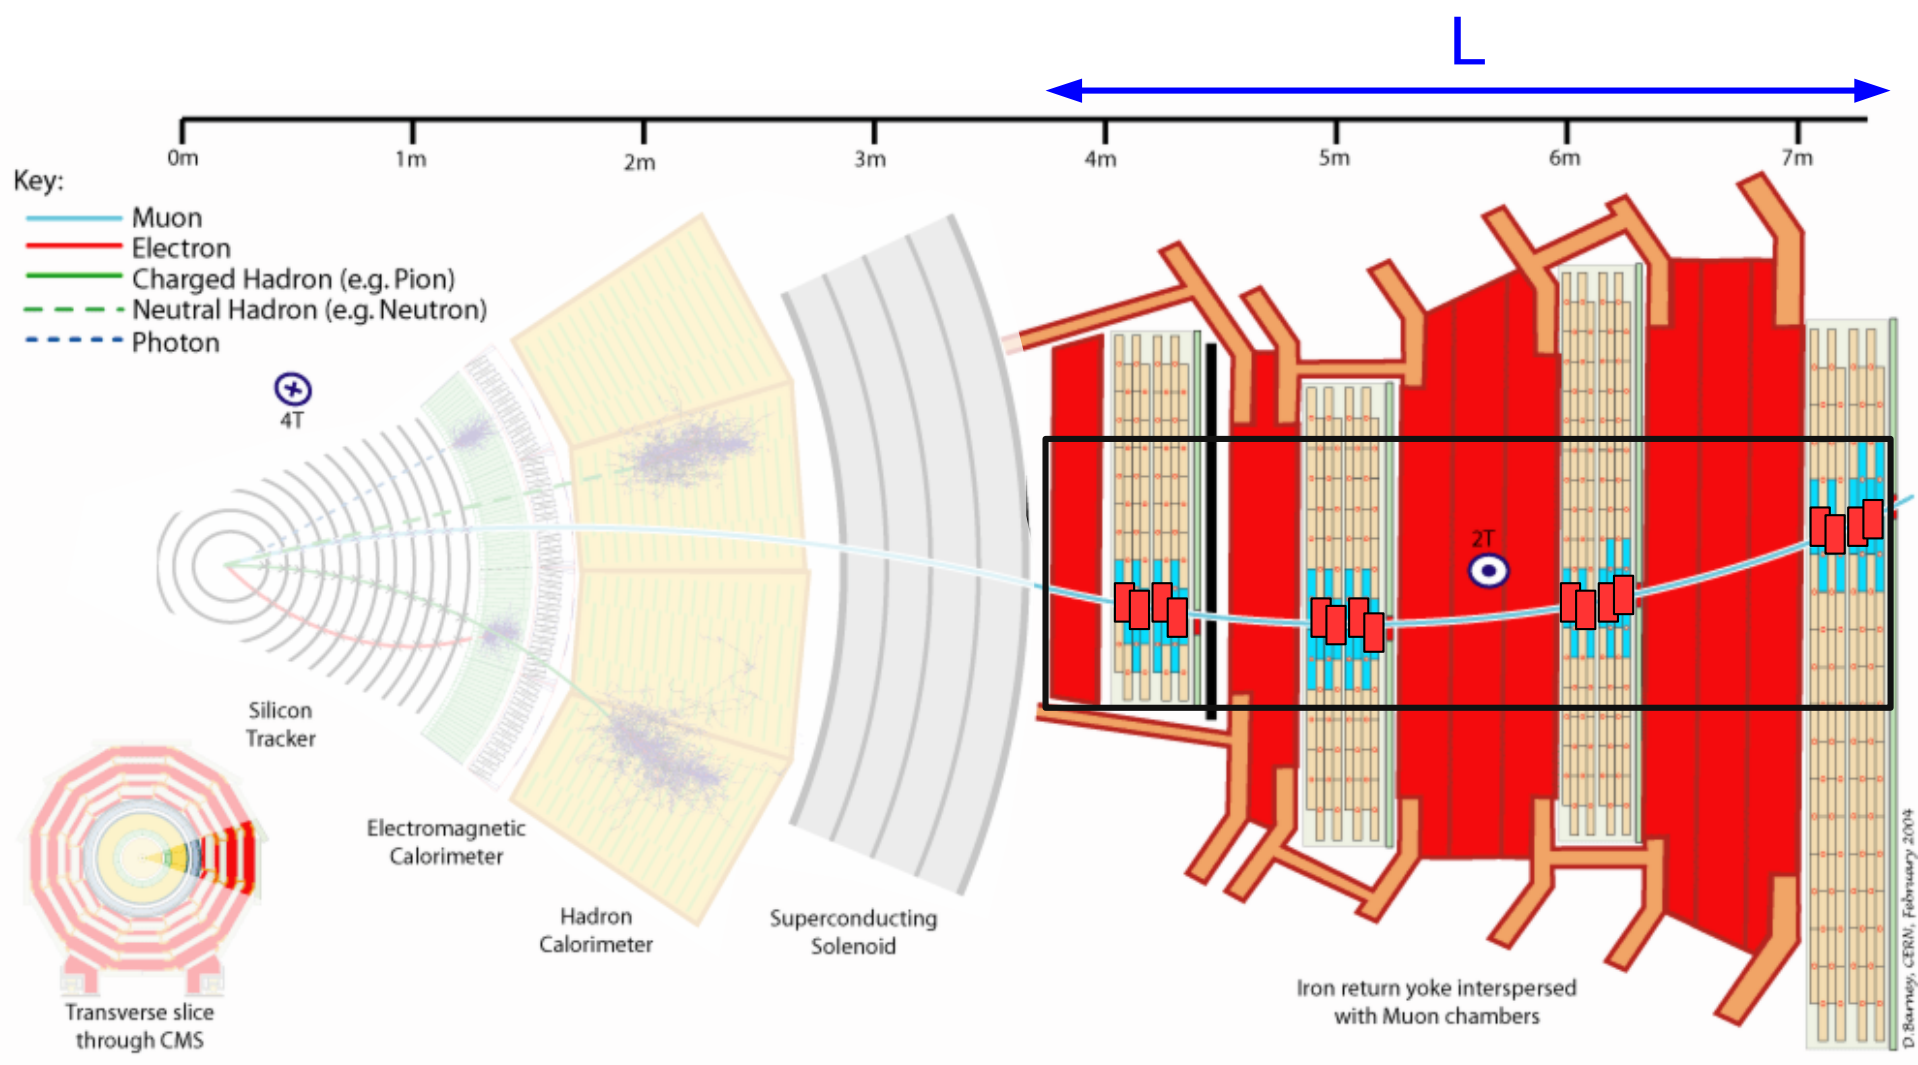 L
0m
1m
2m
3m
4m
5m
6m
7m
Key:
Muon
Electron
Charged Hadron (e.g. Pion)
Neutral Hadron (e.g. Neutron)
Photon
4T
2T
Silicon
Tracker
Electromagnetic
Calorimeter
Hadron
Calorimeter
Superconducting
Solenoid
Iron return yoke interspersed
with Muon chambers
Transverse slice
through CMS
D.Barney, CERN, February 2004